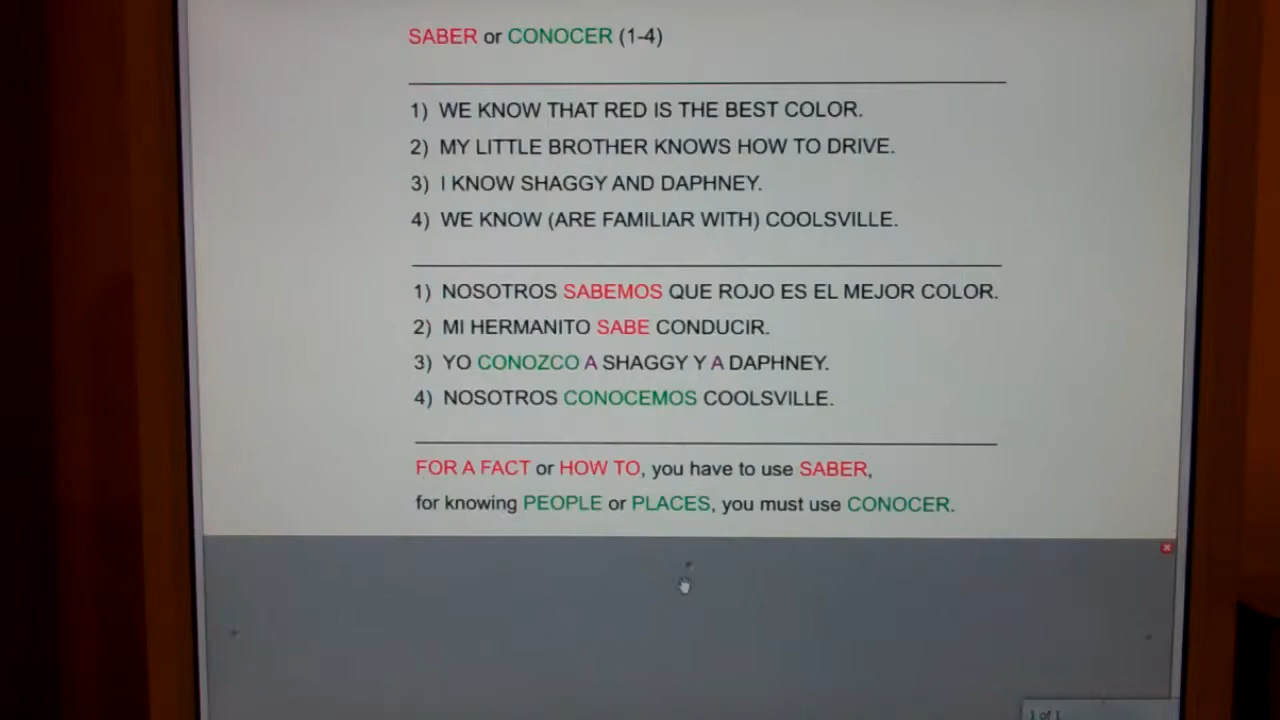 SABER or CONOCER (1-4)
1) WE KNOW THAT RED IS THE BEST COLOR.
2) MY LITTLE BROTHER KNOWS HOW TO DRIVE.
3) I KNOW SHAGGY AND DAPHNEY.
4) WE KNOW (ARE FAMILIAR WITH) COOLSVILLE.
1) NOSOTROS SABEMOS QUE ROJO ES EL MEJOR COLOR.
2) MI HERMANITO SABE CONDUCIR.
3) YO CONOZCO A SHAGGY Y A DAPHNEY.
4) NOSOTROS CONOCEMOS COOLSVILLE.
FOR A FACT or HOW TO, you have to use SABER,
for knowing PEOPLE or PLACES, you must use CONOCER.
1 of 1